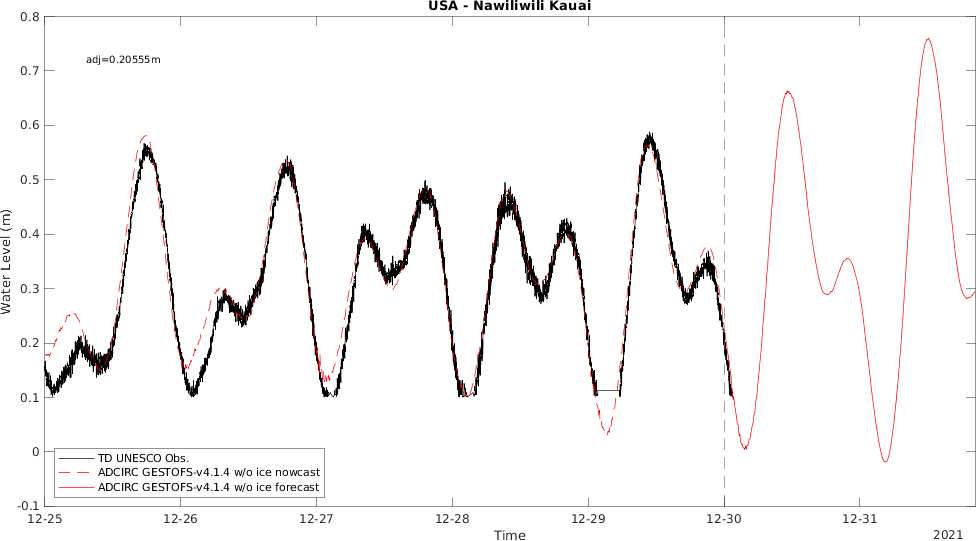 USA - Nawiliwili Kauai
adj=0.20555m
Water Level (m)
0.8
0.7
0.6
0.5
0.4
0.3
0.2
0.1
0
-0.1
TD UNESCO Obs.
ADCIRC GESTOFS-v4.1.4 w/o ice nowcast
ADCIRC GESTOFS-v4.1.4 w/o ice forecast
12-25 12-26 12-27 12-28 12-29 12-30 12-31
Time
2021